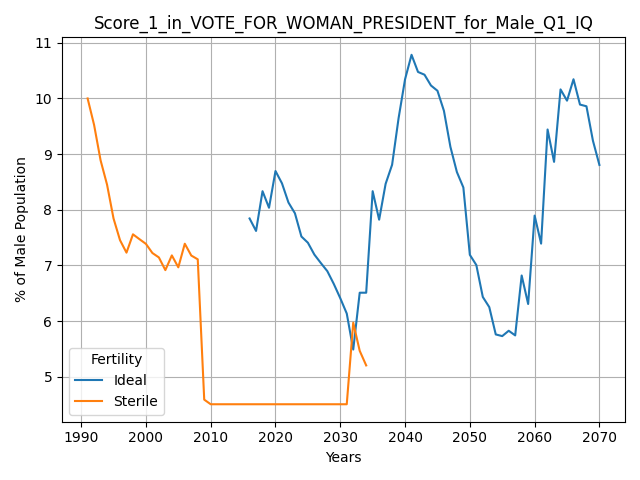 Score_1_in_VOTE_FOR_WOMAN_PRESIDENT_for_Male_Q1_IQ
11
10
9
8
7
6
5
% of Male Population
Fertility
Ideal
Sterile
1990 2000 2010 2020 2030 2040 2050 2060 2070
Years